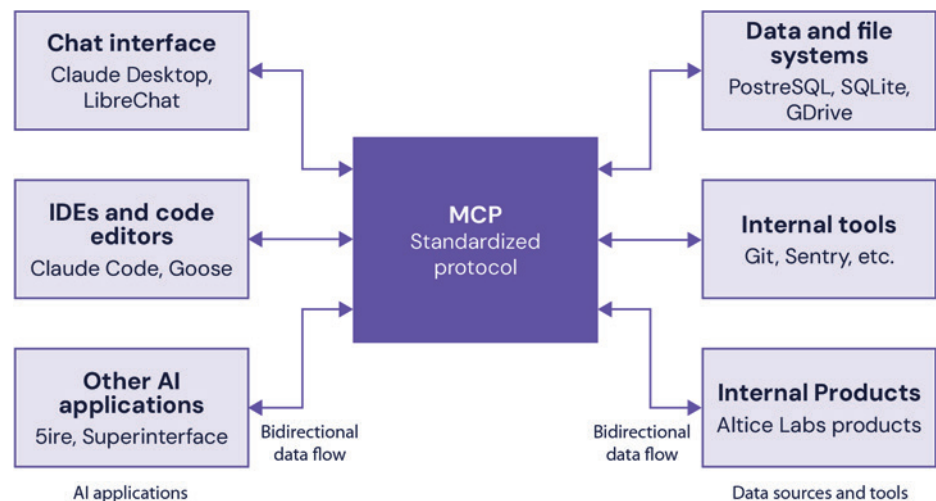 Chat interface
Claude Desktop,
LibreChat
IDEs and code
editors
Claude Code, Goose
Other AI
applications
5ire, Superinterface
Bidirectional
data flow
AI applications
MCP
Standardized
protocol
Data and file
systems
PostreSQL, SQLite,
GDrive
Internal tools
Git, Sentry, etc.
Internal Products
Altice Labs products
Bidirectional
data flow
Data sources and tools